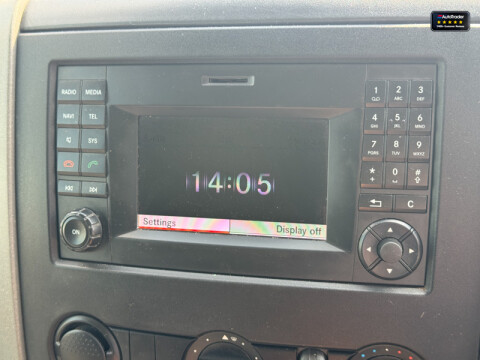 AutoTrader
RADIO MEDIA
NAVI TEL
SYS
ON
14:05
Settings
Display off
1 2 ABC 3 DEF
4 GHI 5 JKL 6 MNO
7 PQRS 8 TUV 9 WXYZ
* + 0 #
C